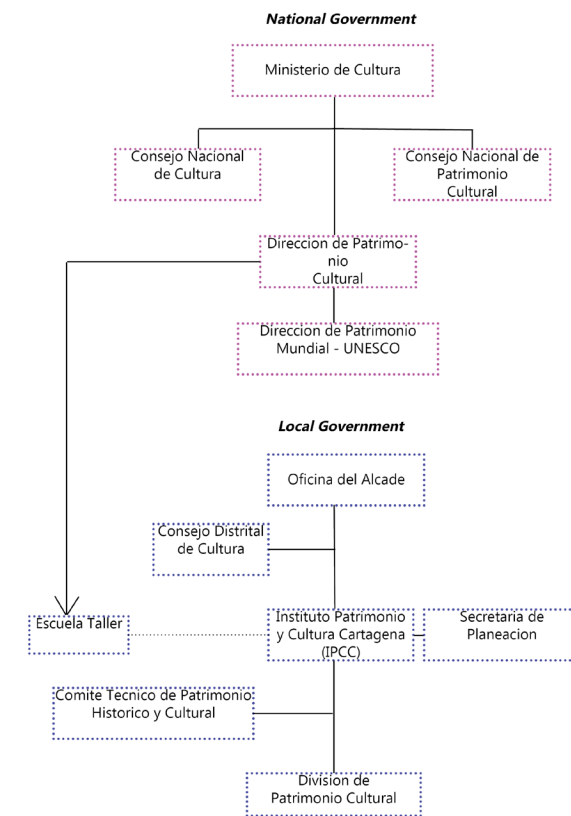 National Government
Ministerio de Cultura
Consejo Nacional
de Cultura
Consejo Nacional de
Patrimonio
Cultural
Direccion de Patrimo-
nio
Cultural
Direccion de Patrimonio
Mundial - UNESCO
Local Government
Oficina del Alcade
Consejo Distrital
de Cultura
Escuela Taller
Instituto Patrimonio
y Cultura Cartagena
(IPCC)
Secretaria de
Planeacion
Comite Tecnico de Patrimonio
Historico y Cultural
Division de
Patrimonio Cultural